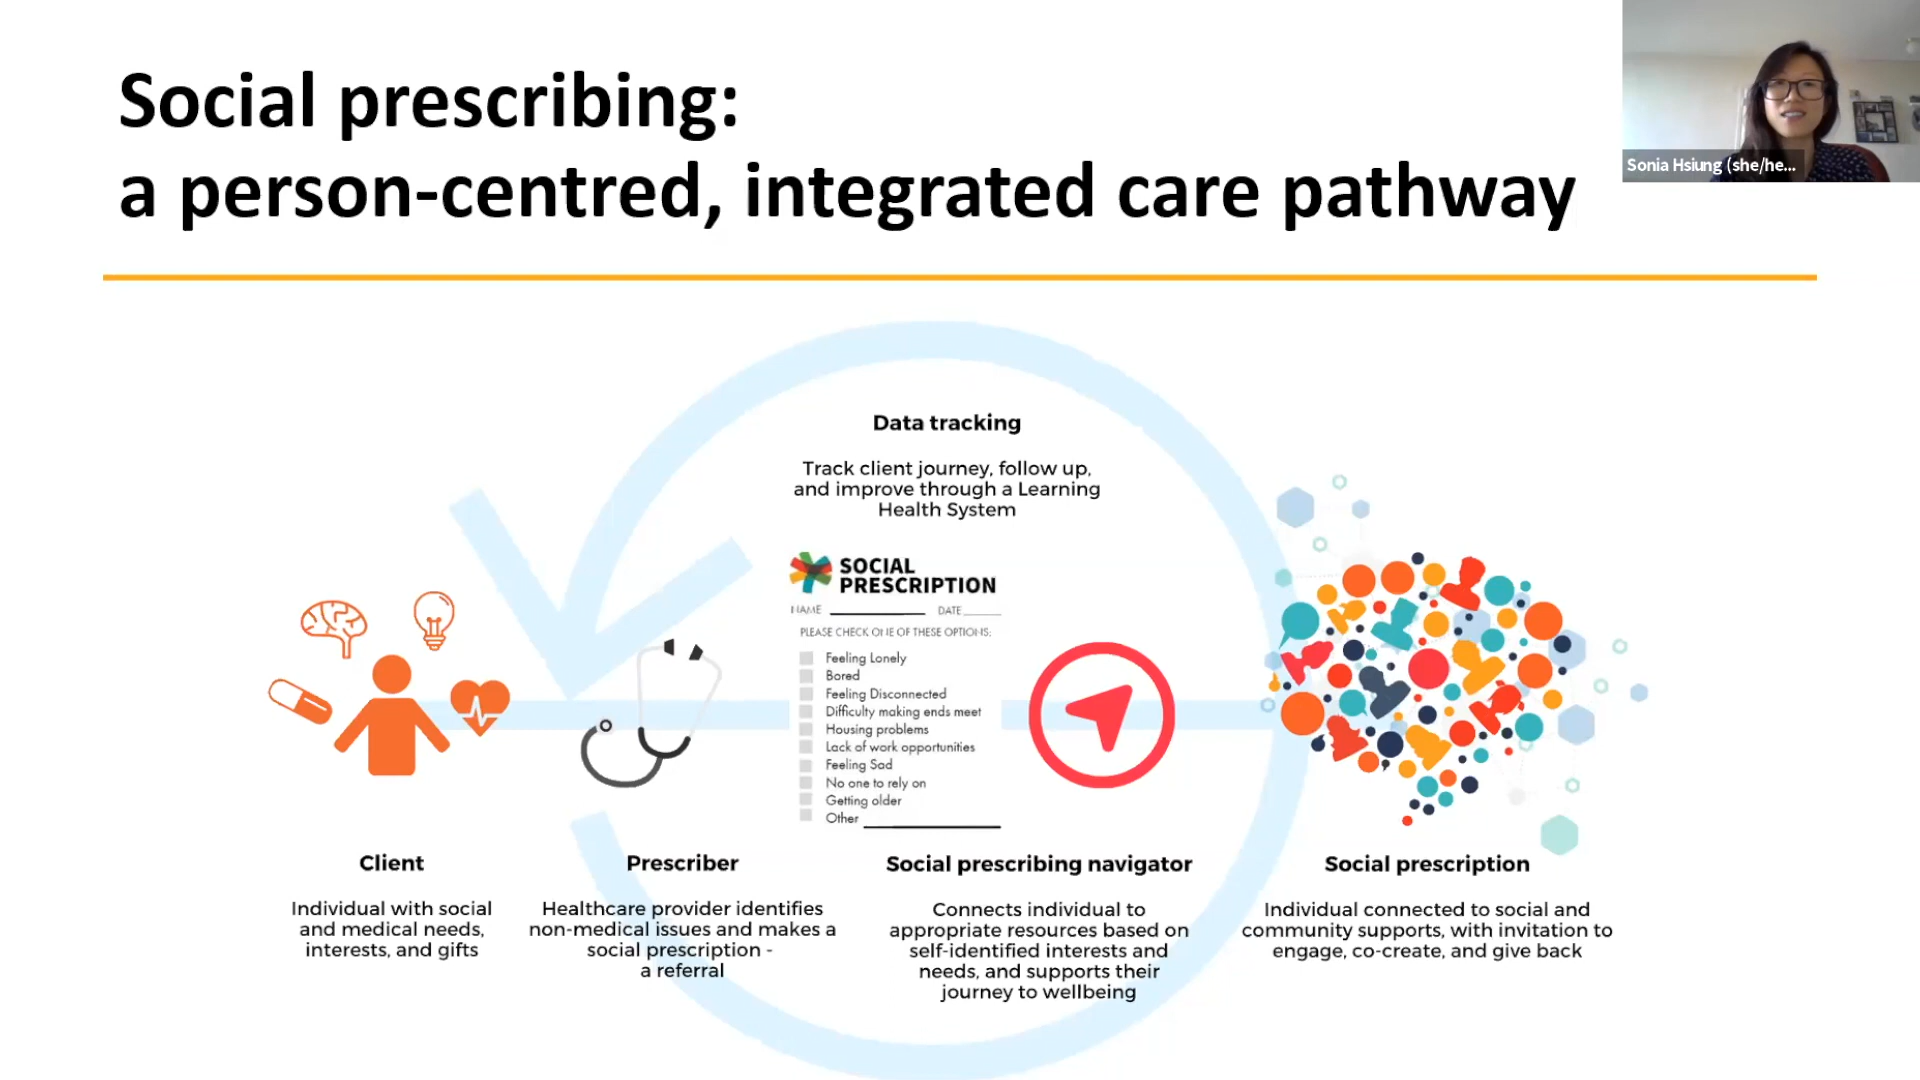 Social prescribing:
a person-centred, integrated care pathway
Sonia Hsiung (she/he...
Data tracking
Track client journey, follow up,
and improve through a Learning
Health System
SOCIAL
PRESCRIPTION
NAME DATE
PLEASE CHECK ONE OF THESE OPTIONS:
Feeling Lonely
Bored
Feeling Disconnected
Difficulty making ends meet
Housing problems
Lack of work opportunities
Feeling Sad
No one to rely on
Getting older
Other
Client
Individual with social
and medical needs,
interests, and gifts
Prescriber
Healthcare provider identifies
non-medical issues and makes a
social prescription -
a referral
Social prescribing navigator
Connects individual to
appropriate resources based on
self-identified interests and
needs, and supports their
journey to wellbeing
Social prescription
Individual connected to social and
community supports, with invitation to
engage, co-create, and give back